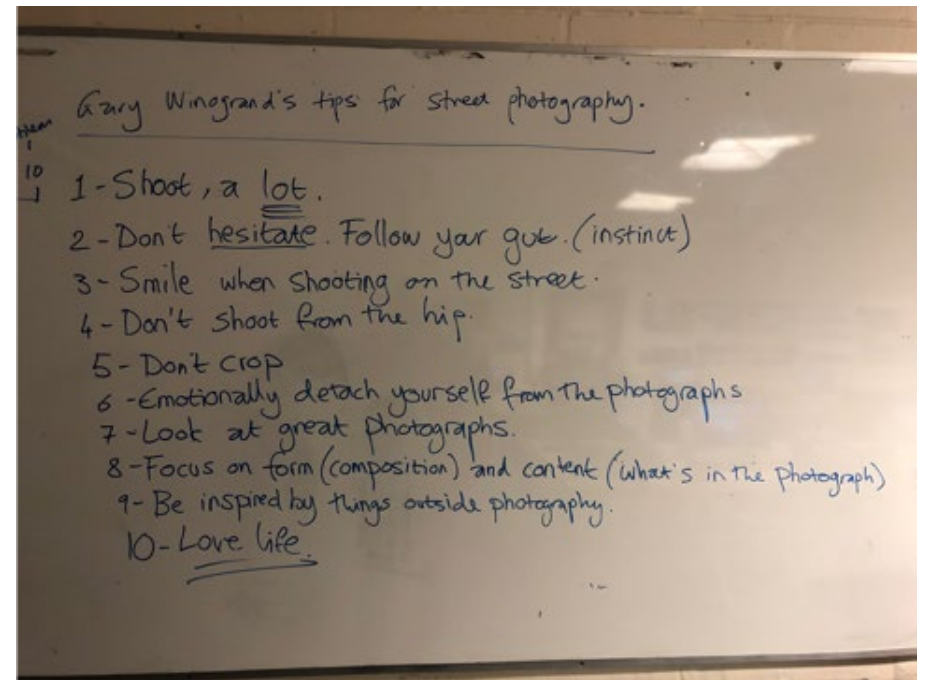 Gary Winogrand's tips for street photography.
10
1 - Shoot, a lot.
2 - Don't hesitate. Follow your gut. (instinct)
3 - Smile when shooting on the street.
4 - Don't shoot from the hip.
5 - Don't crop
6 - Emotionally detach yourself from the photographs
7 - Look at great photographs.
8 - Focus on form (composition) and content (what's in the photograph)
9 - Be inspired by things outside photography.
10 - Love life.